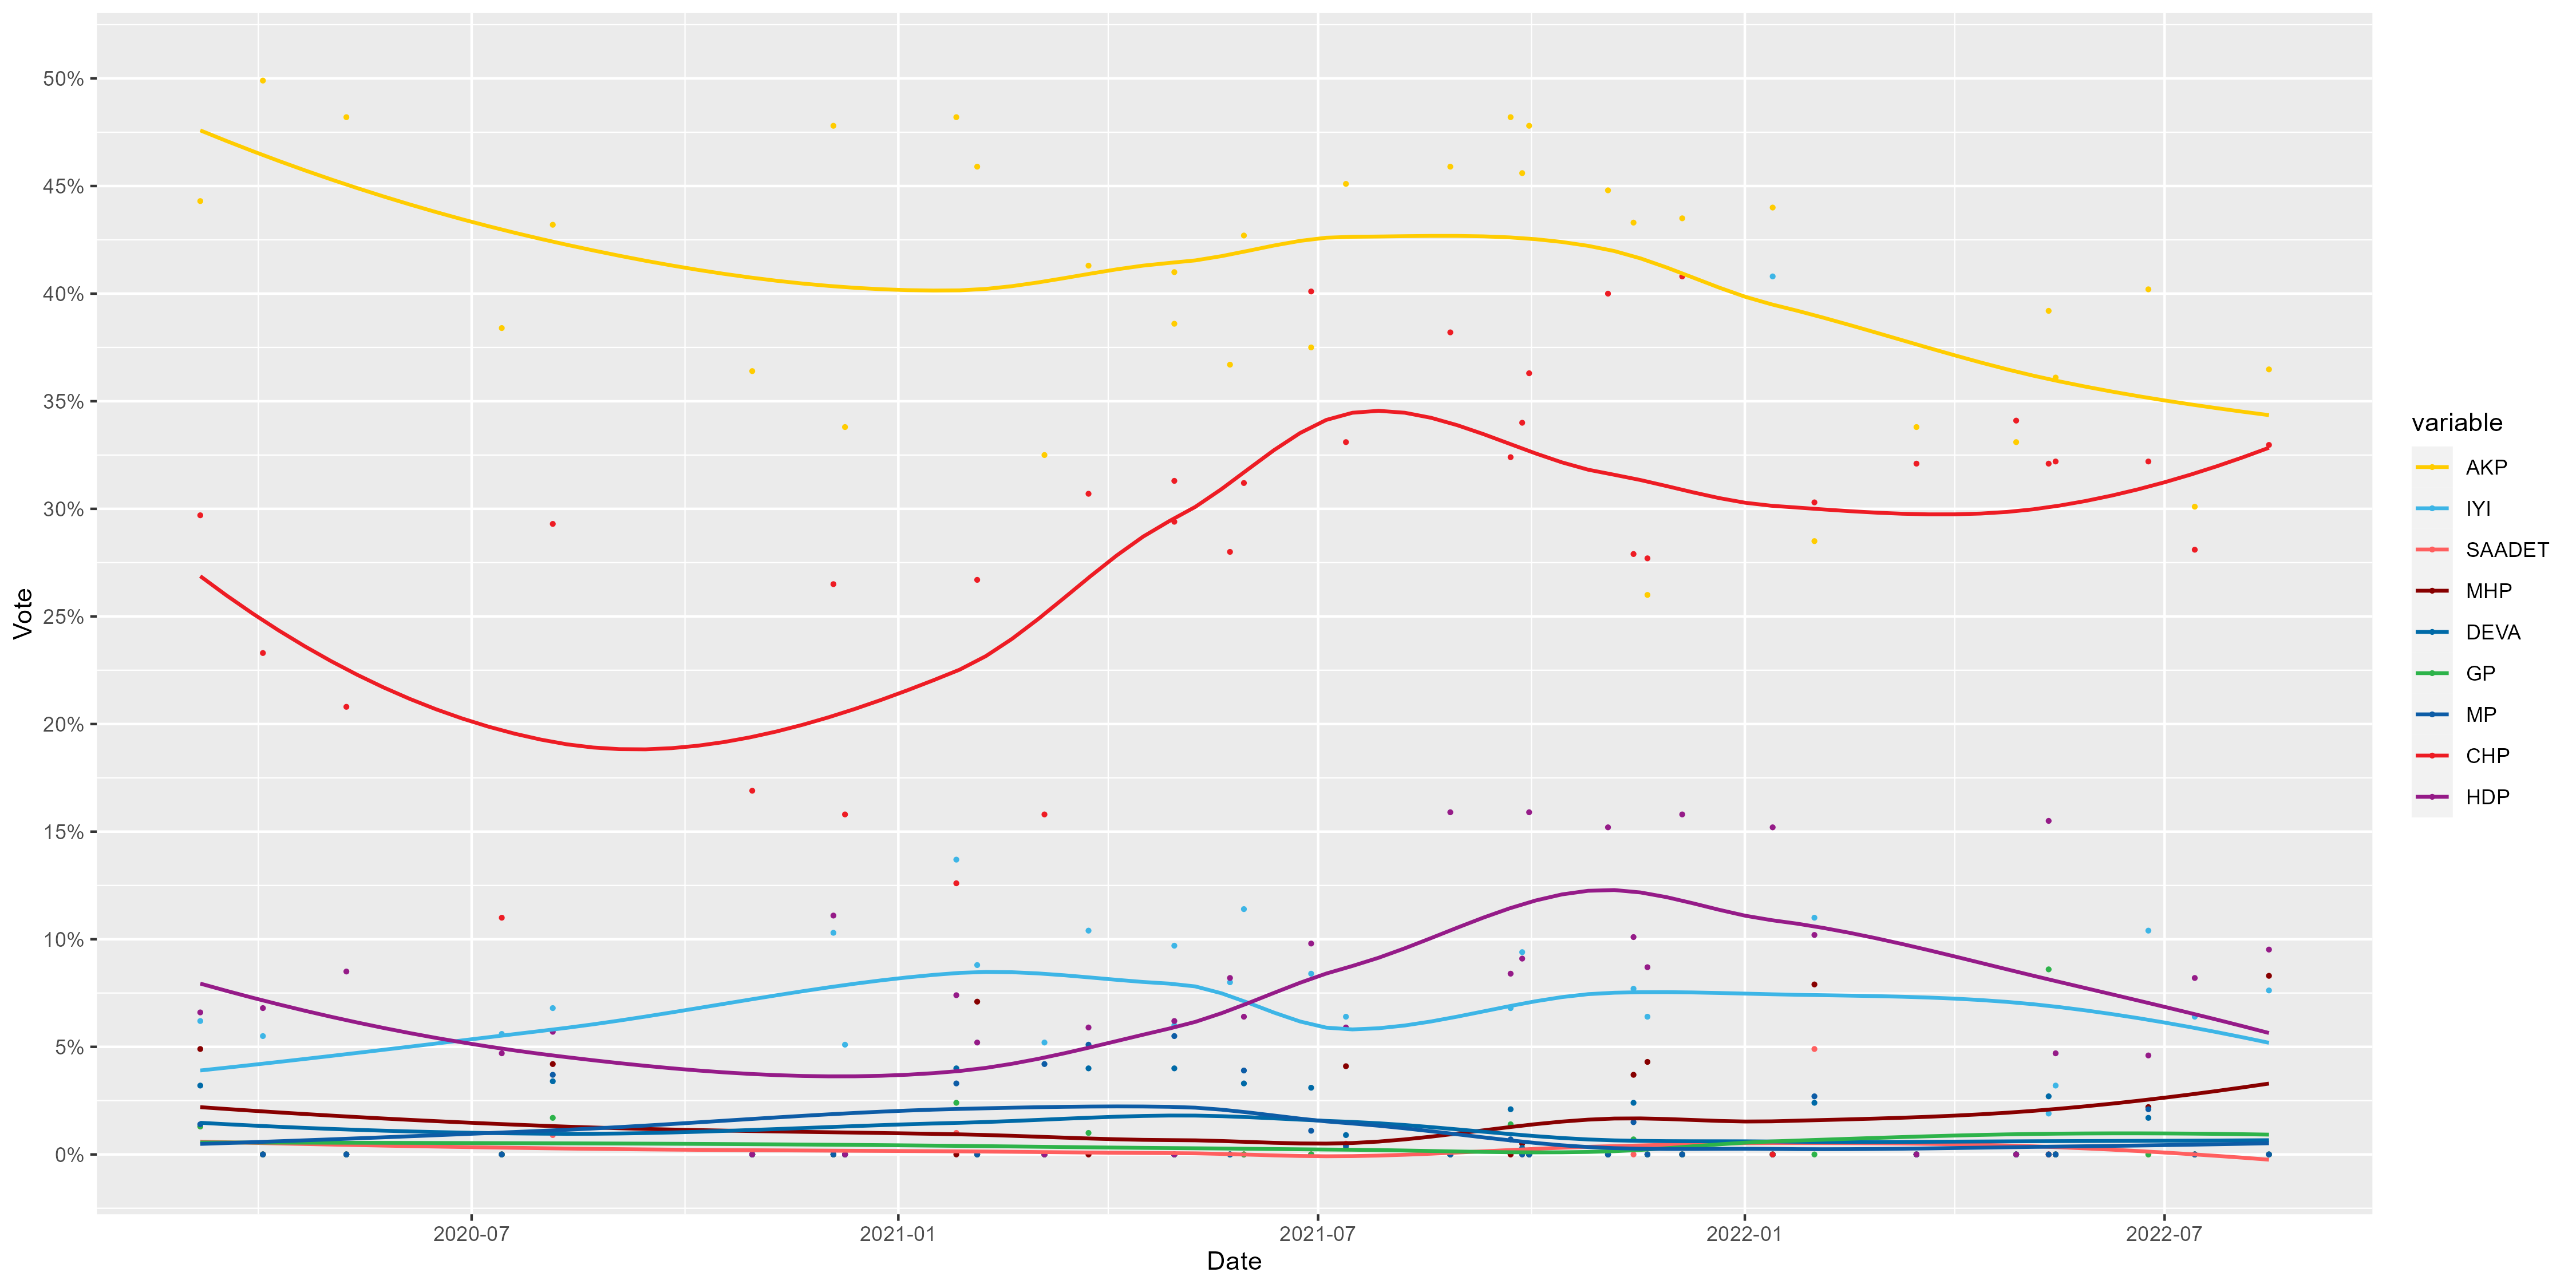 50%
45%
40%
35%
30%
25%
20%
15%
10%
5%
0%
Vote
2020-07
2021-01
2021-07
2022-01
2022-07
Date
variable
AKP
IYI
SAADET
MHP
DEVA
GP
MP
CHP
HDP